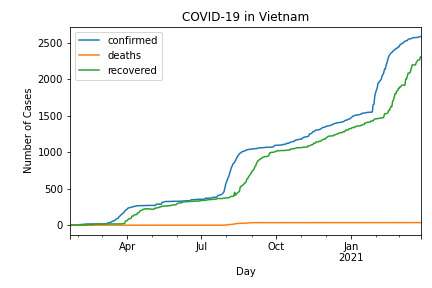 COVID-19 in Vietnam
confirmed
deaths
recovered
Number of Cases
2500
2000
1500
1000
500
0
Apr
Jul
Oct
Jan
2021
Day